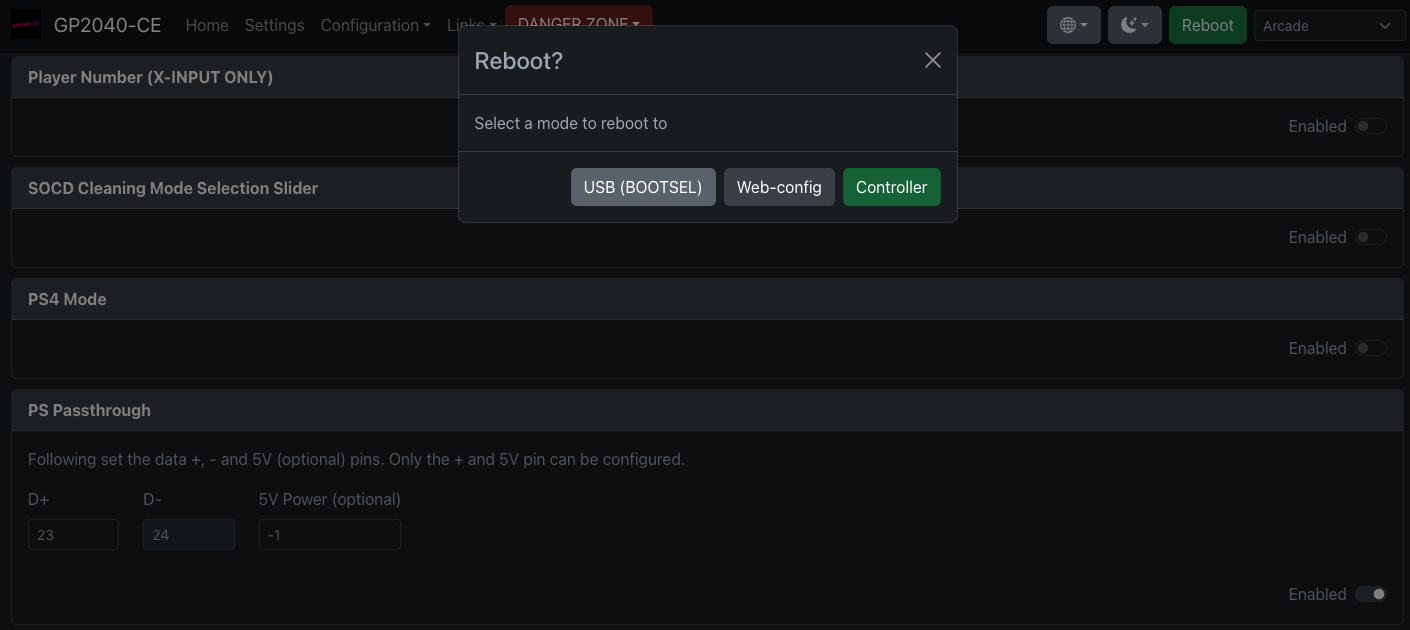 GP2040-CE Home Settings Configuration Links DANGER ZONE Reboot Arcade
Reboot?
Select a mode to reboot to
USB (BOOTSEL) Web-config Controller
Player Number (X-INPUT ONLY)
Enabled
SOCD Cleaning Mode Selection Slider
Enabled
PS4 Mode
Enabled
PS Passthrough
Following set the data +, - and 5V (optional) pins. Only the + and 5V pin can be configured.
D+ D- 5V Power (optional)
23 24 -1
Enabled